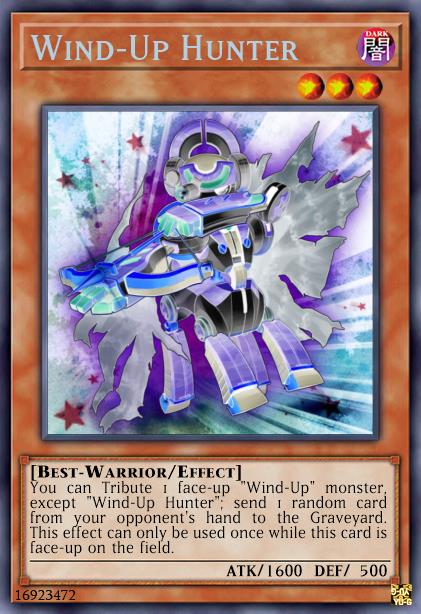 WIND-UP HUNTER
DARK
闇
[BEST-WARRIOR/EFFECT]
You can Tribute 1 face-up "Wind-Up" monster,
except "Wind-Up Hunter"; send 1 random card
from your opponent's hand to the Graveyard.
This effect can only be used once while this card is
face-up on the field.
ATK/1600 DEF/ 500
16923472